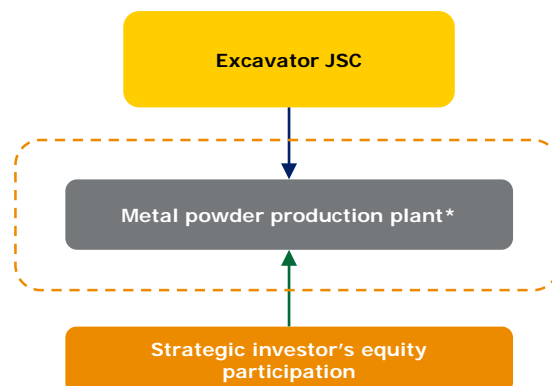 Excavator JSC
Metal powder production plant*
Strategic investor's equity
participation